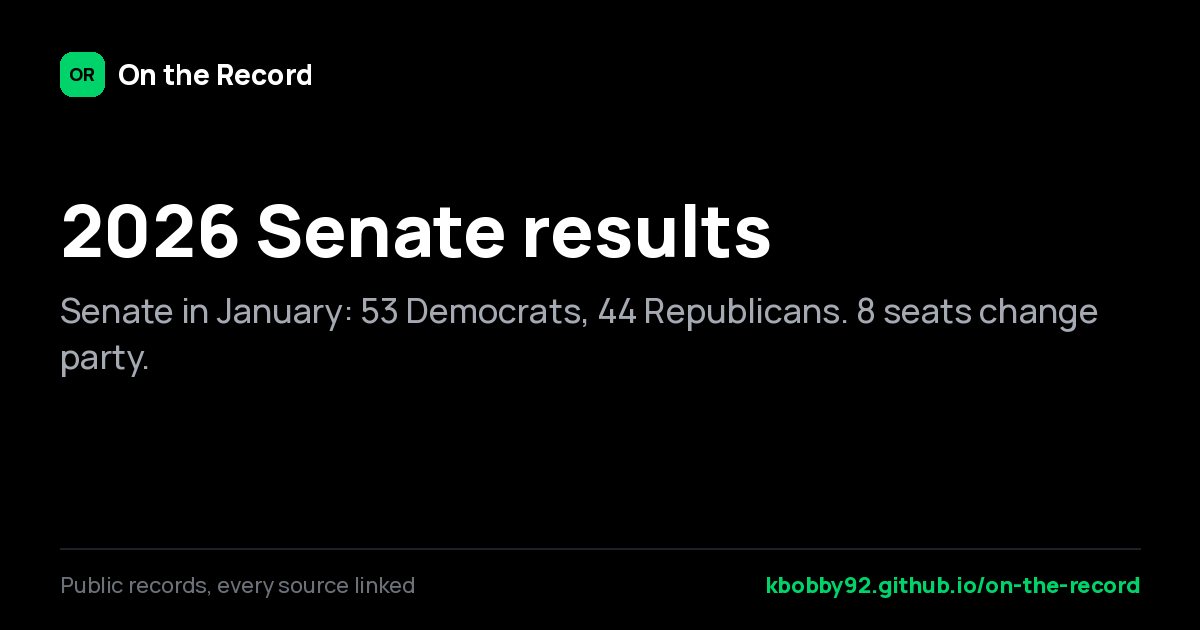 OR On the Record
2026 Senate results
Senate in January: 53 Democrats, 44 Republicans. 8 seats change
party.
Public records, every source linked
kbobby92.github.io/on-the-record